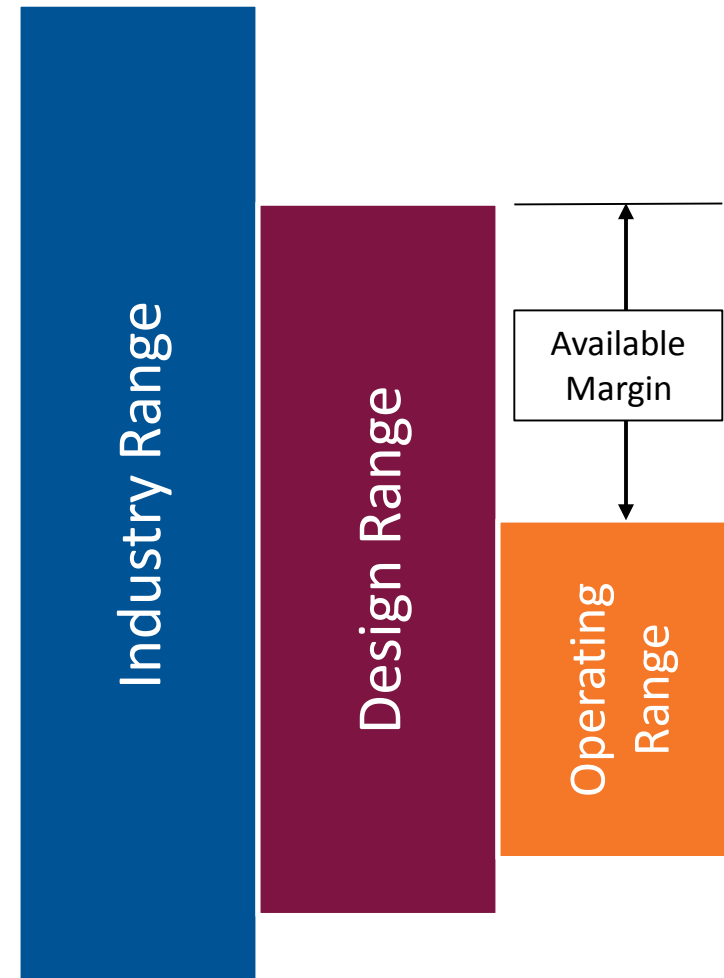 Industry Range
Design Range
Available
Margin
Operating
Range